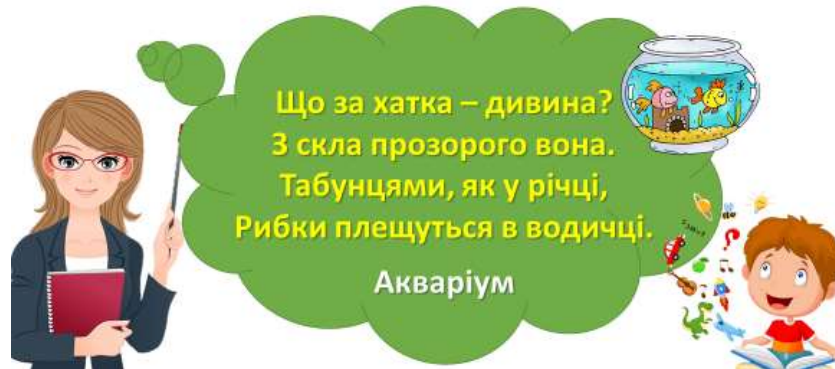 Що за хатка – дивина?
З скла прозорого вона.
Табунцями, як у річці,
Рибки плещуться в водичці.
Акваріум